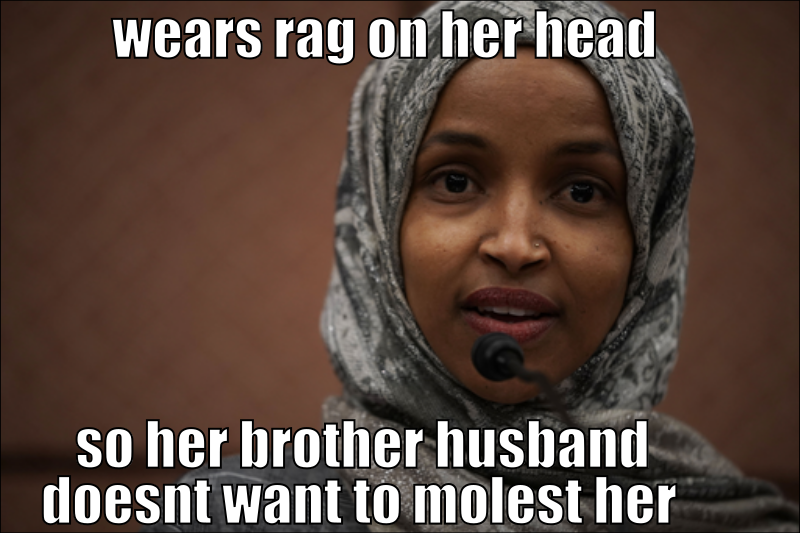 wears rag on her head
so her brother husband
doesnt want to molest her